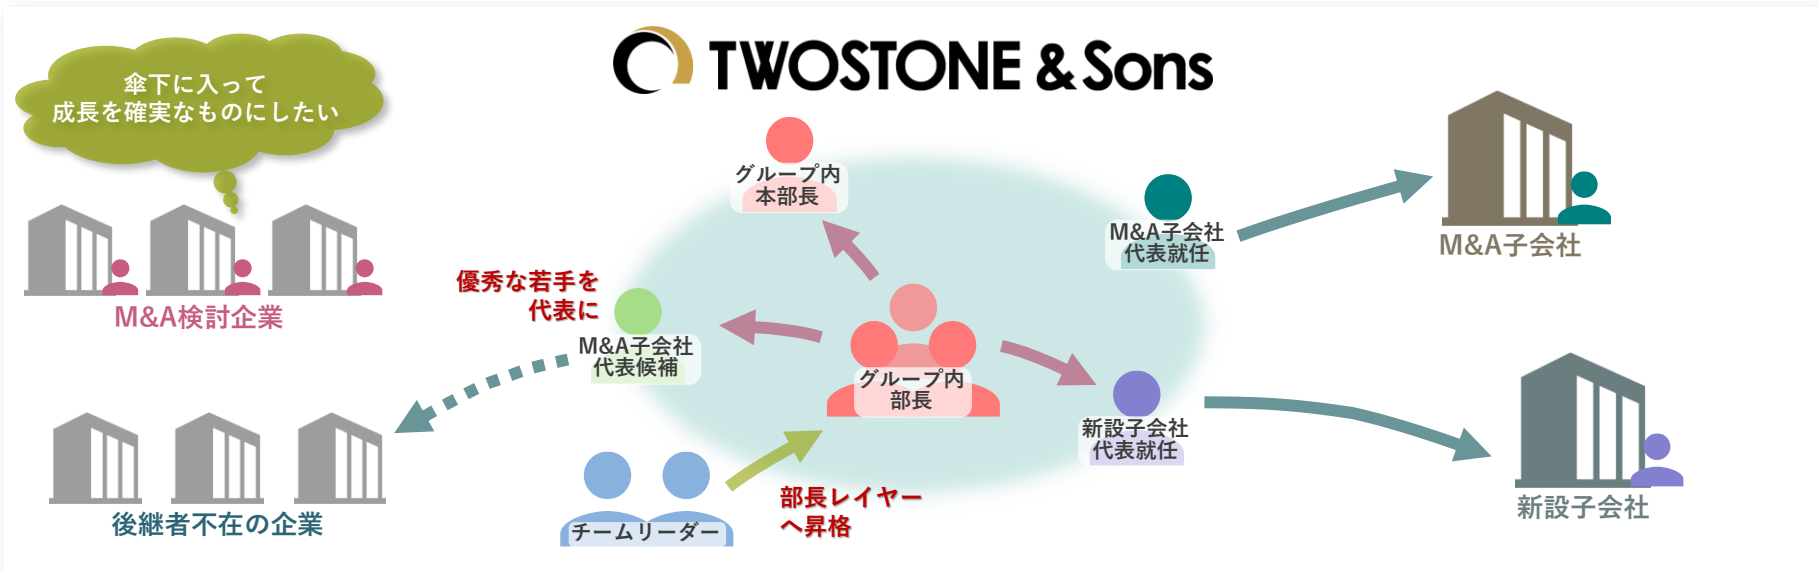 TWOSTONE & Sons
傘下に入って
成長を確実なものにしたい
M&A検討企業
後継者不在の企業
優秀な若手を
代表に
グループ内
本部長
M&A子会社
代表候補
グループ内
部長
チームリーダー
部長レイヤー
へ昇格
M&A子会社
代表就任
新設子会社
代表就任
M&A子会社
新設子会社